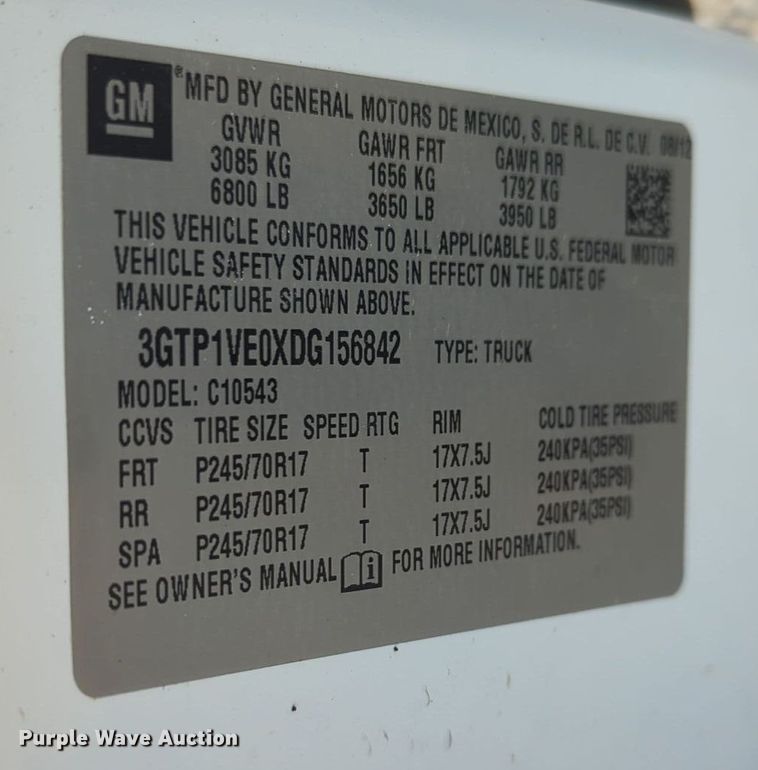 GM ® MFD BY GENERAL MOTORS DE MEXICO, S. DE R.L. DE C.V. 08/12
GVWR GAWR FRT GAWR RR
3085 KG 1656 KG 1792 KG
6800 LB 3650 LB 3950 LB
THIS VEHICLE CONFORMS TO ALL APPLICABLE U.S. FEDERAL MOTOR
VEHICLE SAFETY STANDARDS IN EFFECT ON THE DATE OF
MANUFACTURE SHOWN ABOVE.
3GTP1VE0XDG156842 TYPE: TRUCK
MODEL: C10543
CCVS TIRE SIZE SPEED RTG RIM COLD TIRE PRESSURE
FRT P245/70R17 T 17X7.5J 240KPA(35PSI)
RR P245/70R17 T 17X7.5J 240KPA(35PSI)
SPA P245/70R17 T 17X7.5J 240KPA(35PSI)
SEE OWNER'S MANUAL i FOR MORE INFORMATION.
Purple Wave Auction